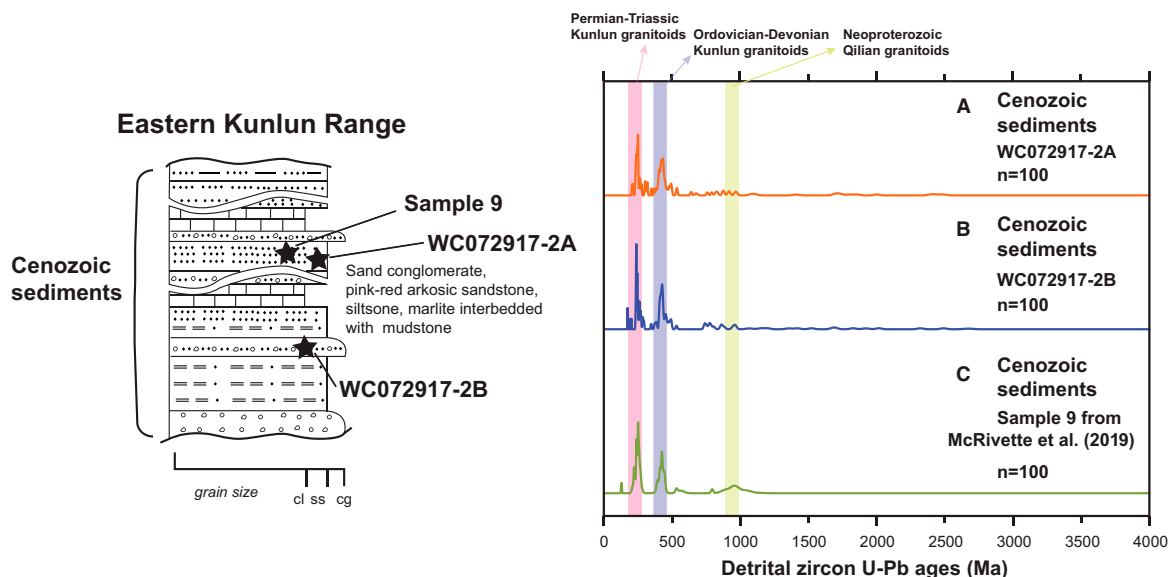 Eastern Kunlun Range
Cenozoic
sediments
Sample 9
WC072917-2A
Sand conglomerate,
pink-red arkosic sandstone,
siltsone, marlite interbedded
with mudstone
WC072917-2B
grain size
cl ss cg
Permian-Triassic
Kunlun granitoids
Ordovician-Devonian
Kunlun granitoids
Neoproterozoic
Qilian granitoids
A Cenozoic
sediments
WC072917-2A
n=100
B Cenozoic
sediments
WC072917-2B
n=100
C Cenozoic
sediments
Sample 9 from
McRivette et al. (2019)
n=100
0 500 1000 1500 2000 2500 3000 3500 4000
Detrital zircon U-Pb ages (Ma)